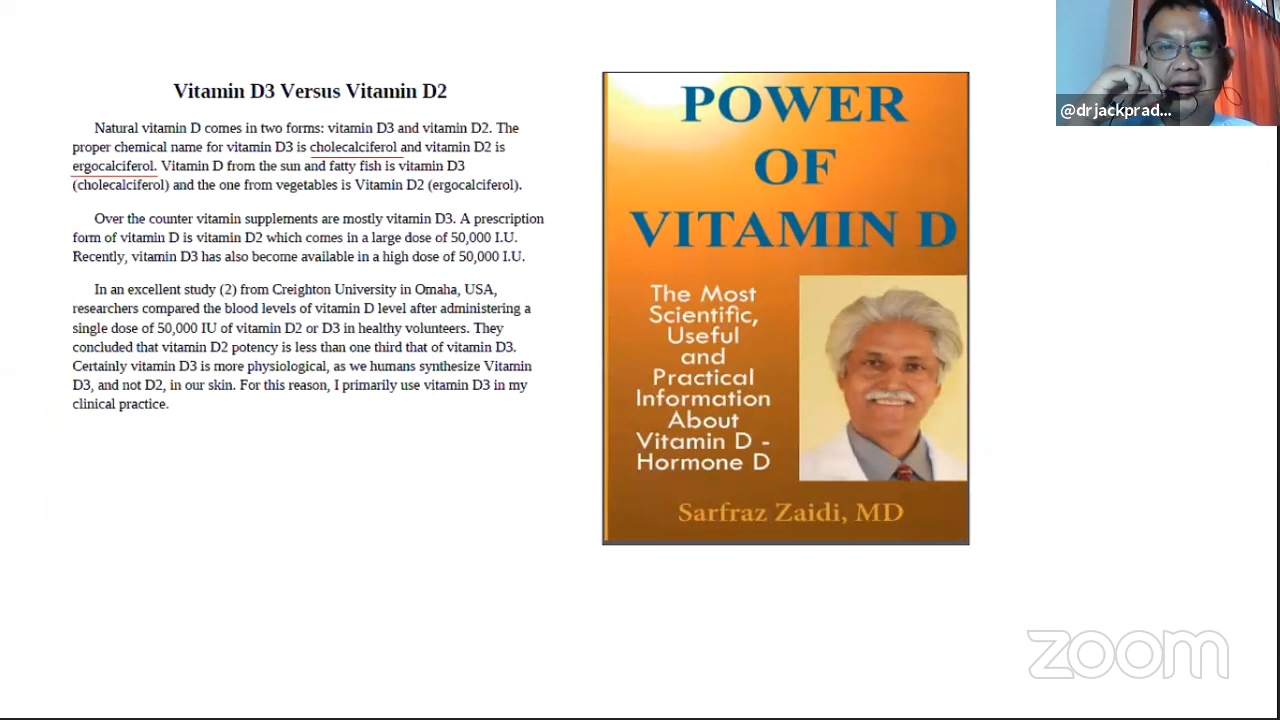 Vitamin D3 Versus Vitamin D2
Natural vitamin D comes in two forms: vitamin D3 and vitamin D2. The
proper chemical name for vitamin D3 is cholecalciferol and vitamin D2 is
ergocalciferol. Vitamin D from the sun and fatty fish is vitamin D3
(cholecalciferol) and the one from vegetables is Vitamin D2 (ergocalciferol).
Over the counter vitamin supplements are mostly vitamin D3. A prescription
form of vitamin D is vitamin D2 which comes in a large dose of 50,000 I.U.
Recently, vitamin D3 has also become available in a high dose of 50,000 I.U.
In an excellent study (2) from Creighton University in Omaha, USA,
researchers compared the blood levels of vitamin D level after administering a
single dose of 50,000 IU of vitamin D2 or D3 in healthy volunteers. They
concluded that vitamin D2 potency is less than one third that of vitamin D3.
Certainly vitamin D3 is more physiological, as we humans synthesize Vitamin
D3, and not D2, in our skin. For this reason, I primarily use vitamin D3 in my
clinical practice.
POWER
OF
VITAMIN D
The Most
Scientific,
Useful
and
Practical
Information
About
Vitamin D -
Hormone D
Sarfraz Zaidi, MD
@drjackprad...
zoom